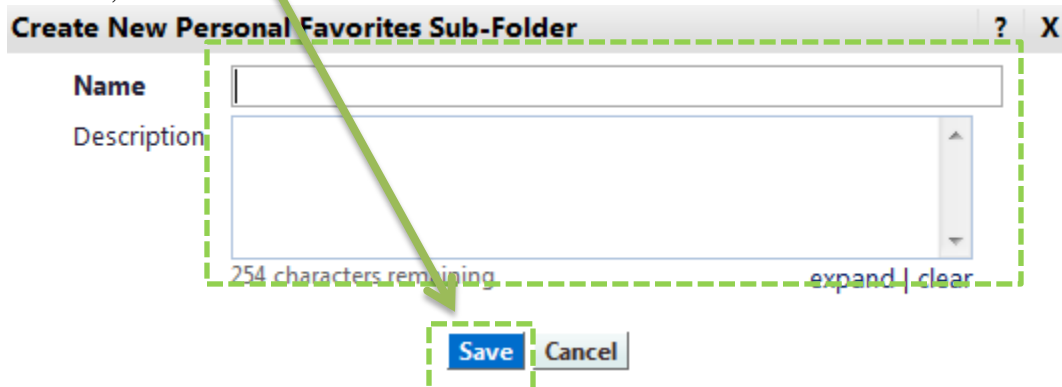 Create New Personal Favorites Sub-Folder ? X
Name
Description
254 characters remaining expand | clear
Save Cancel